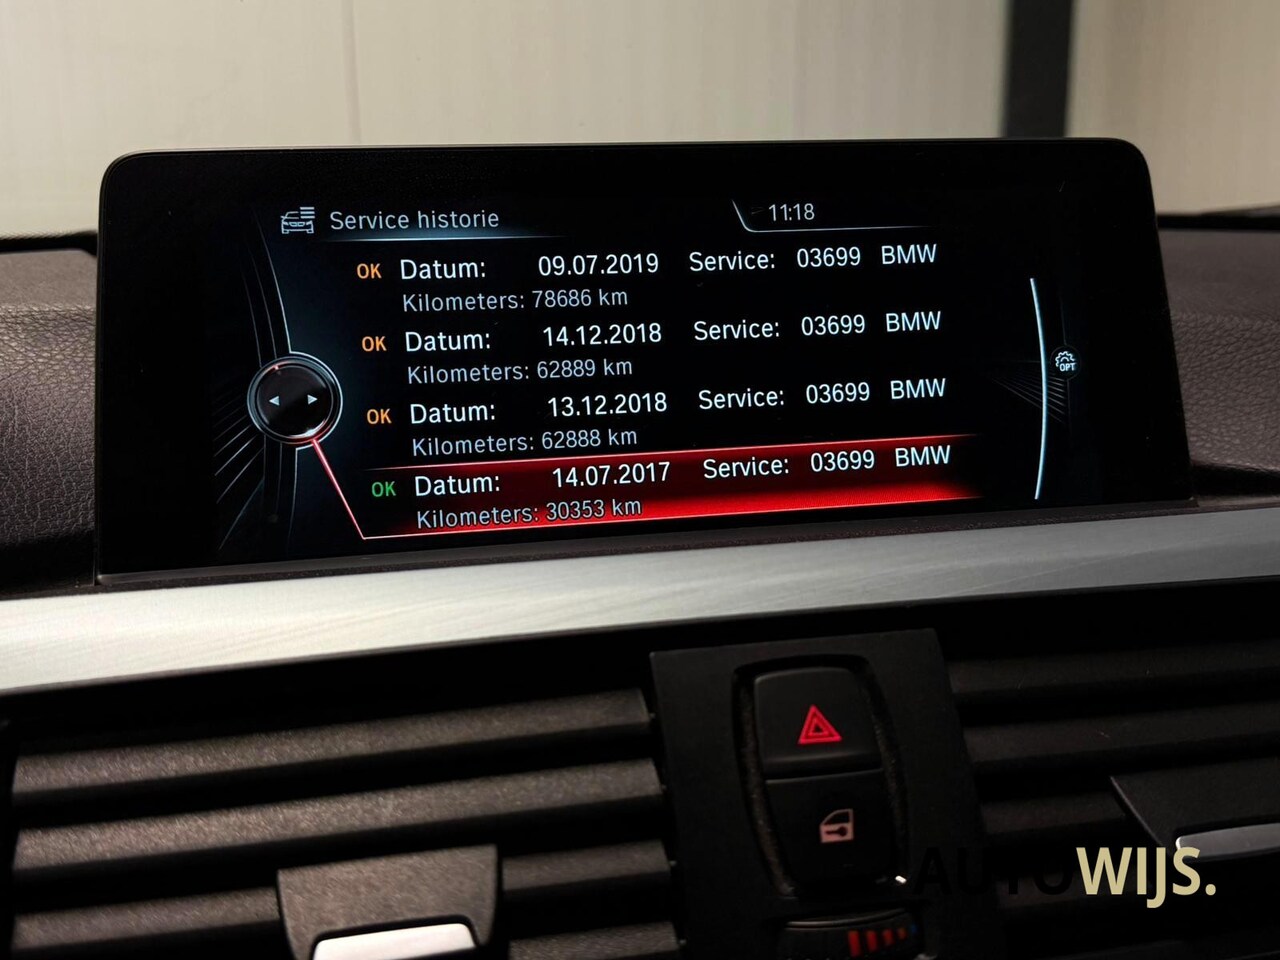 Service historie 11:18
OK Datum: 09.07.2019 Service: 03699 BMW
Kilometers: 78686 km
OK Datum: 14.12.2018 Service: 03699 BMW
Kilometers: 62889 km
OPT
OK Datum: 13.12.2018 Service: 03699 BMW
Kilometers: 62888 km
OK Datum: 14.07.2017 Service: 03699 BMW
Kilometers: 30353 km
AUTOWIJS.